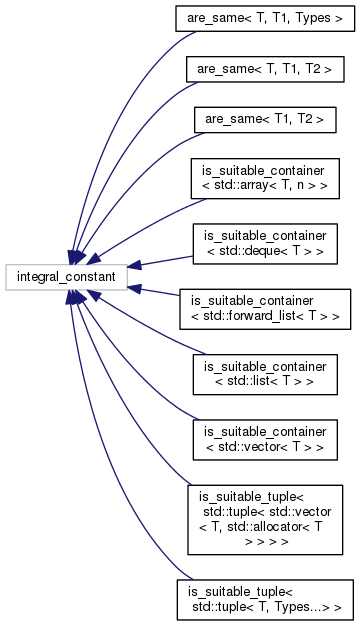 are_same< T, T1, Types >
are_same< T, T1, T2 >
are_same< T1, T2 >
is_suitable_container
< std::array< T, n > >
is_suitable_container
< std::deque< T > >
integral_constant
is_suitable_container
< std::forward_list< T > >
is_suitable_container
< std::list< T > >
is_suitable_container
< std::vector< T > >
is_suitable_tuple<
std::tuple< std::vector
< T, std::allocator< T
> > > >
is_suitable_tuple<
std::tuple< T, Types...> >